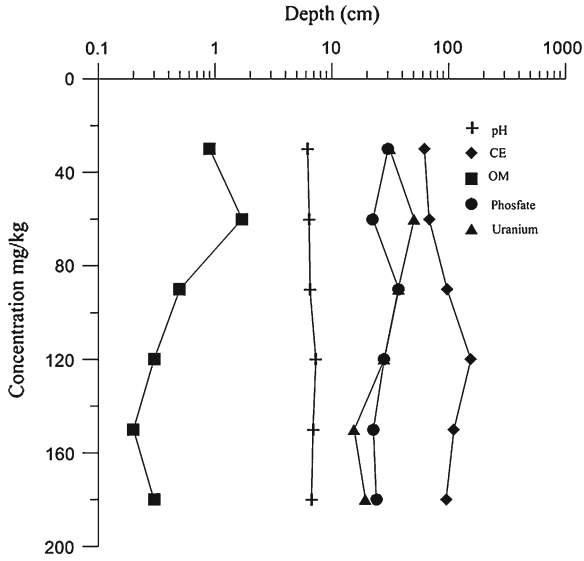 Depth (cm)
0.1 1 10 100 1000
0
40
80
120
160
200
Concentration mg/kg
pH
CE
OM
Phosfate
Uranium